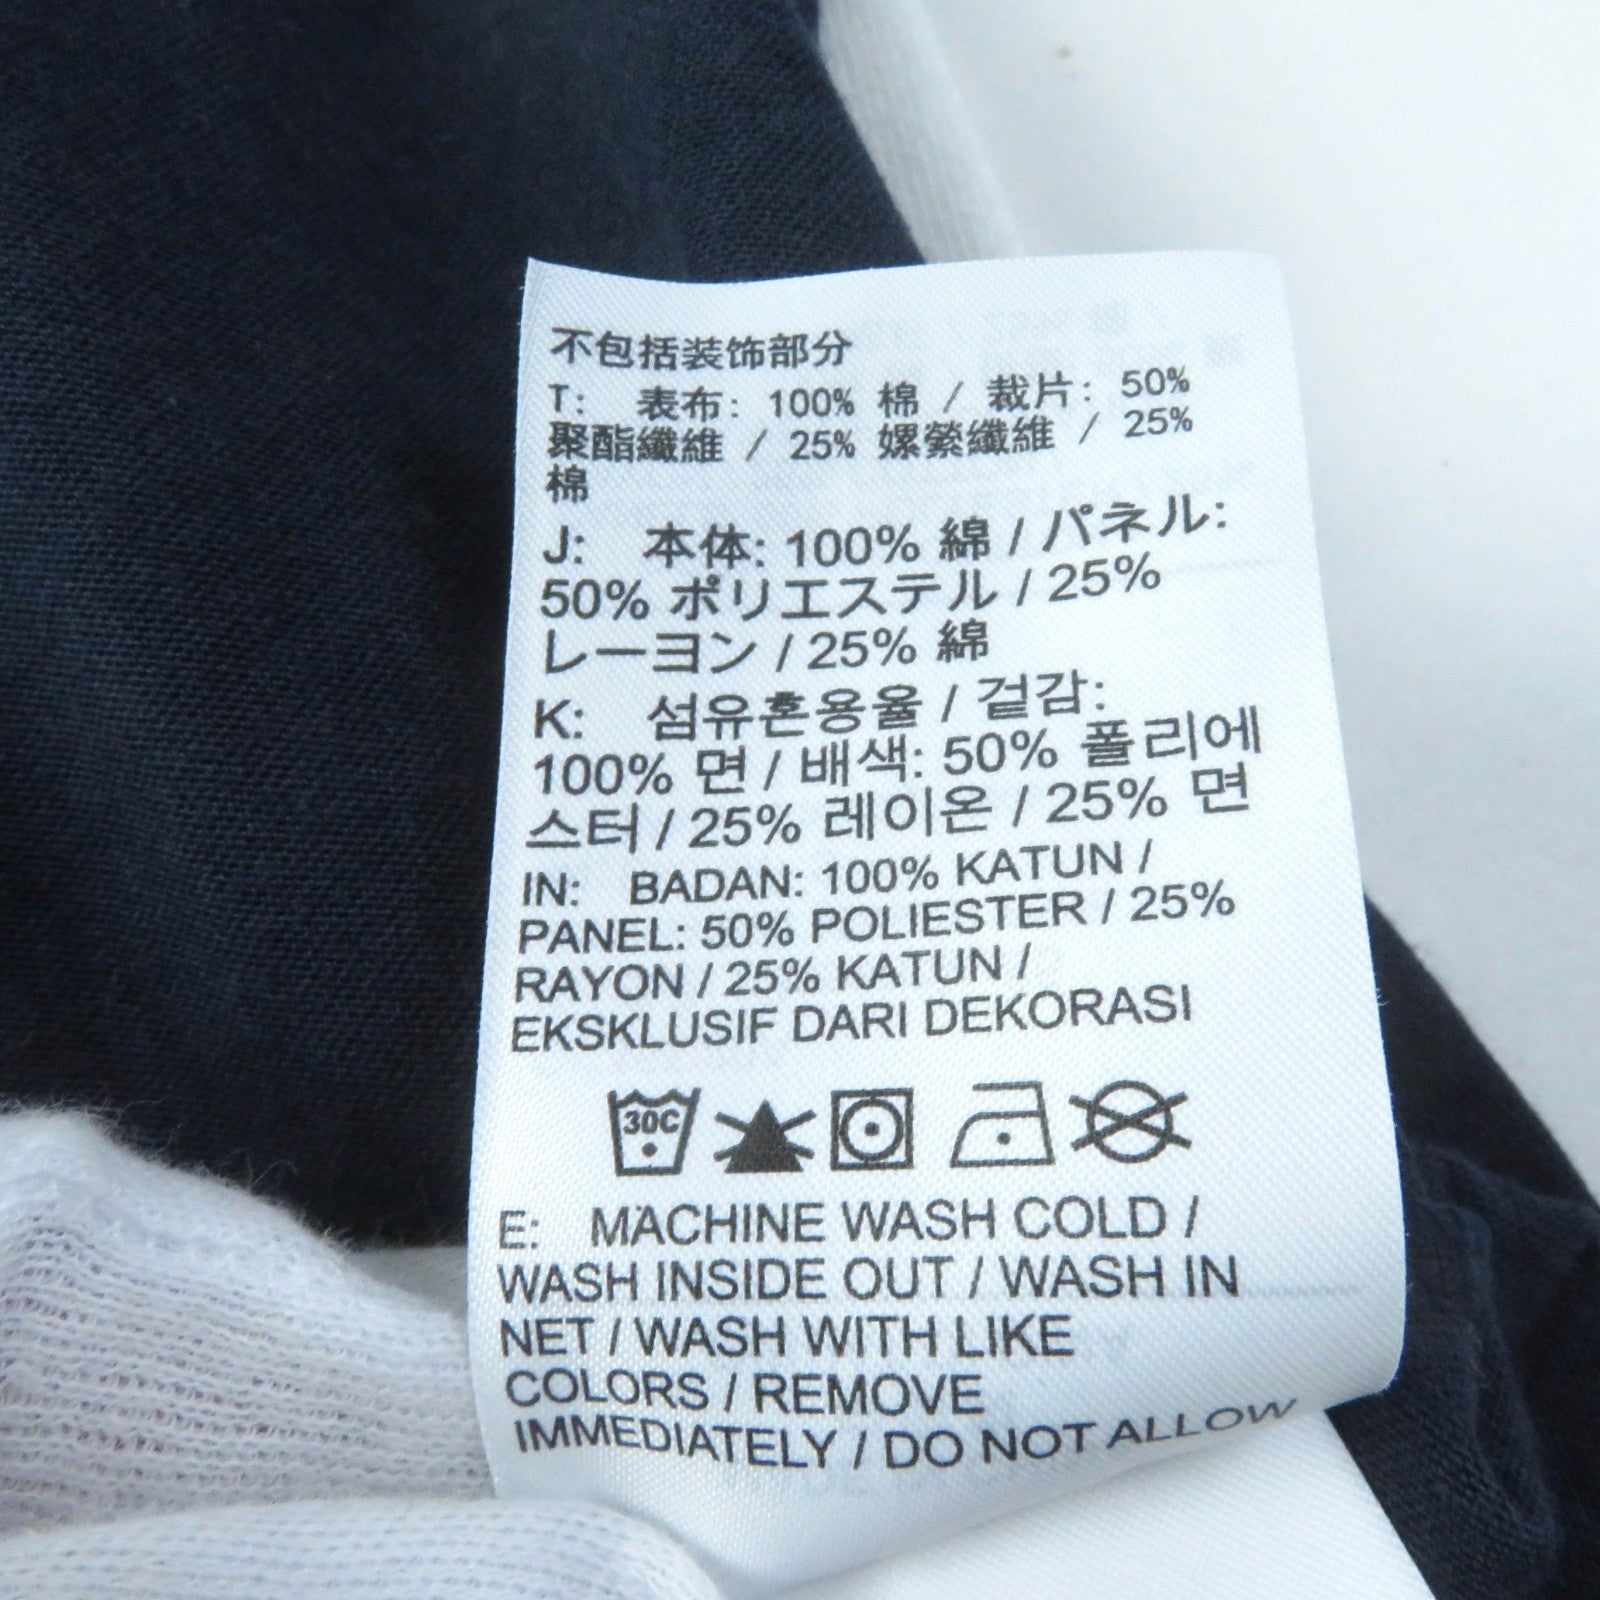 不包括装饰部分
T: 表布: 100% 棉 / 裁片: 50%
聚酯纖維 / 25% 嫘縈纖維 / 25%
棉
J: 本体: 100% 綿 / パネル:
50% ポリエステル / 25%
レーヨン / 25% 綿
K: 섬유혼용율 / 겉감:
100% 면 / 배색: 50% 폴리에
스터 / 25% 레이온 / 25% 면
IN: BADAN: 100% KATUN /
PANEL: 50% POLIESTER / 25%
RAYON / 25% KATUN /
EKSKLUSIF DARI DEKORASI
30C
E: MACHINE WASH COLD /
WASH INSIDE OUT / WASH IN
NET / WASH WITH LIKE
COLORS / REMOVE
IMMEDIATELY / DO NOT ALLOW